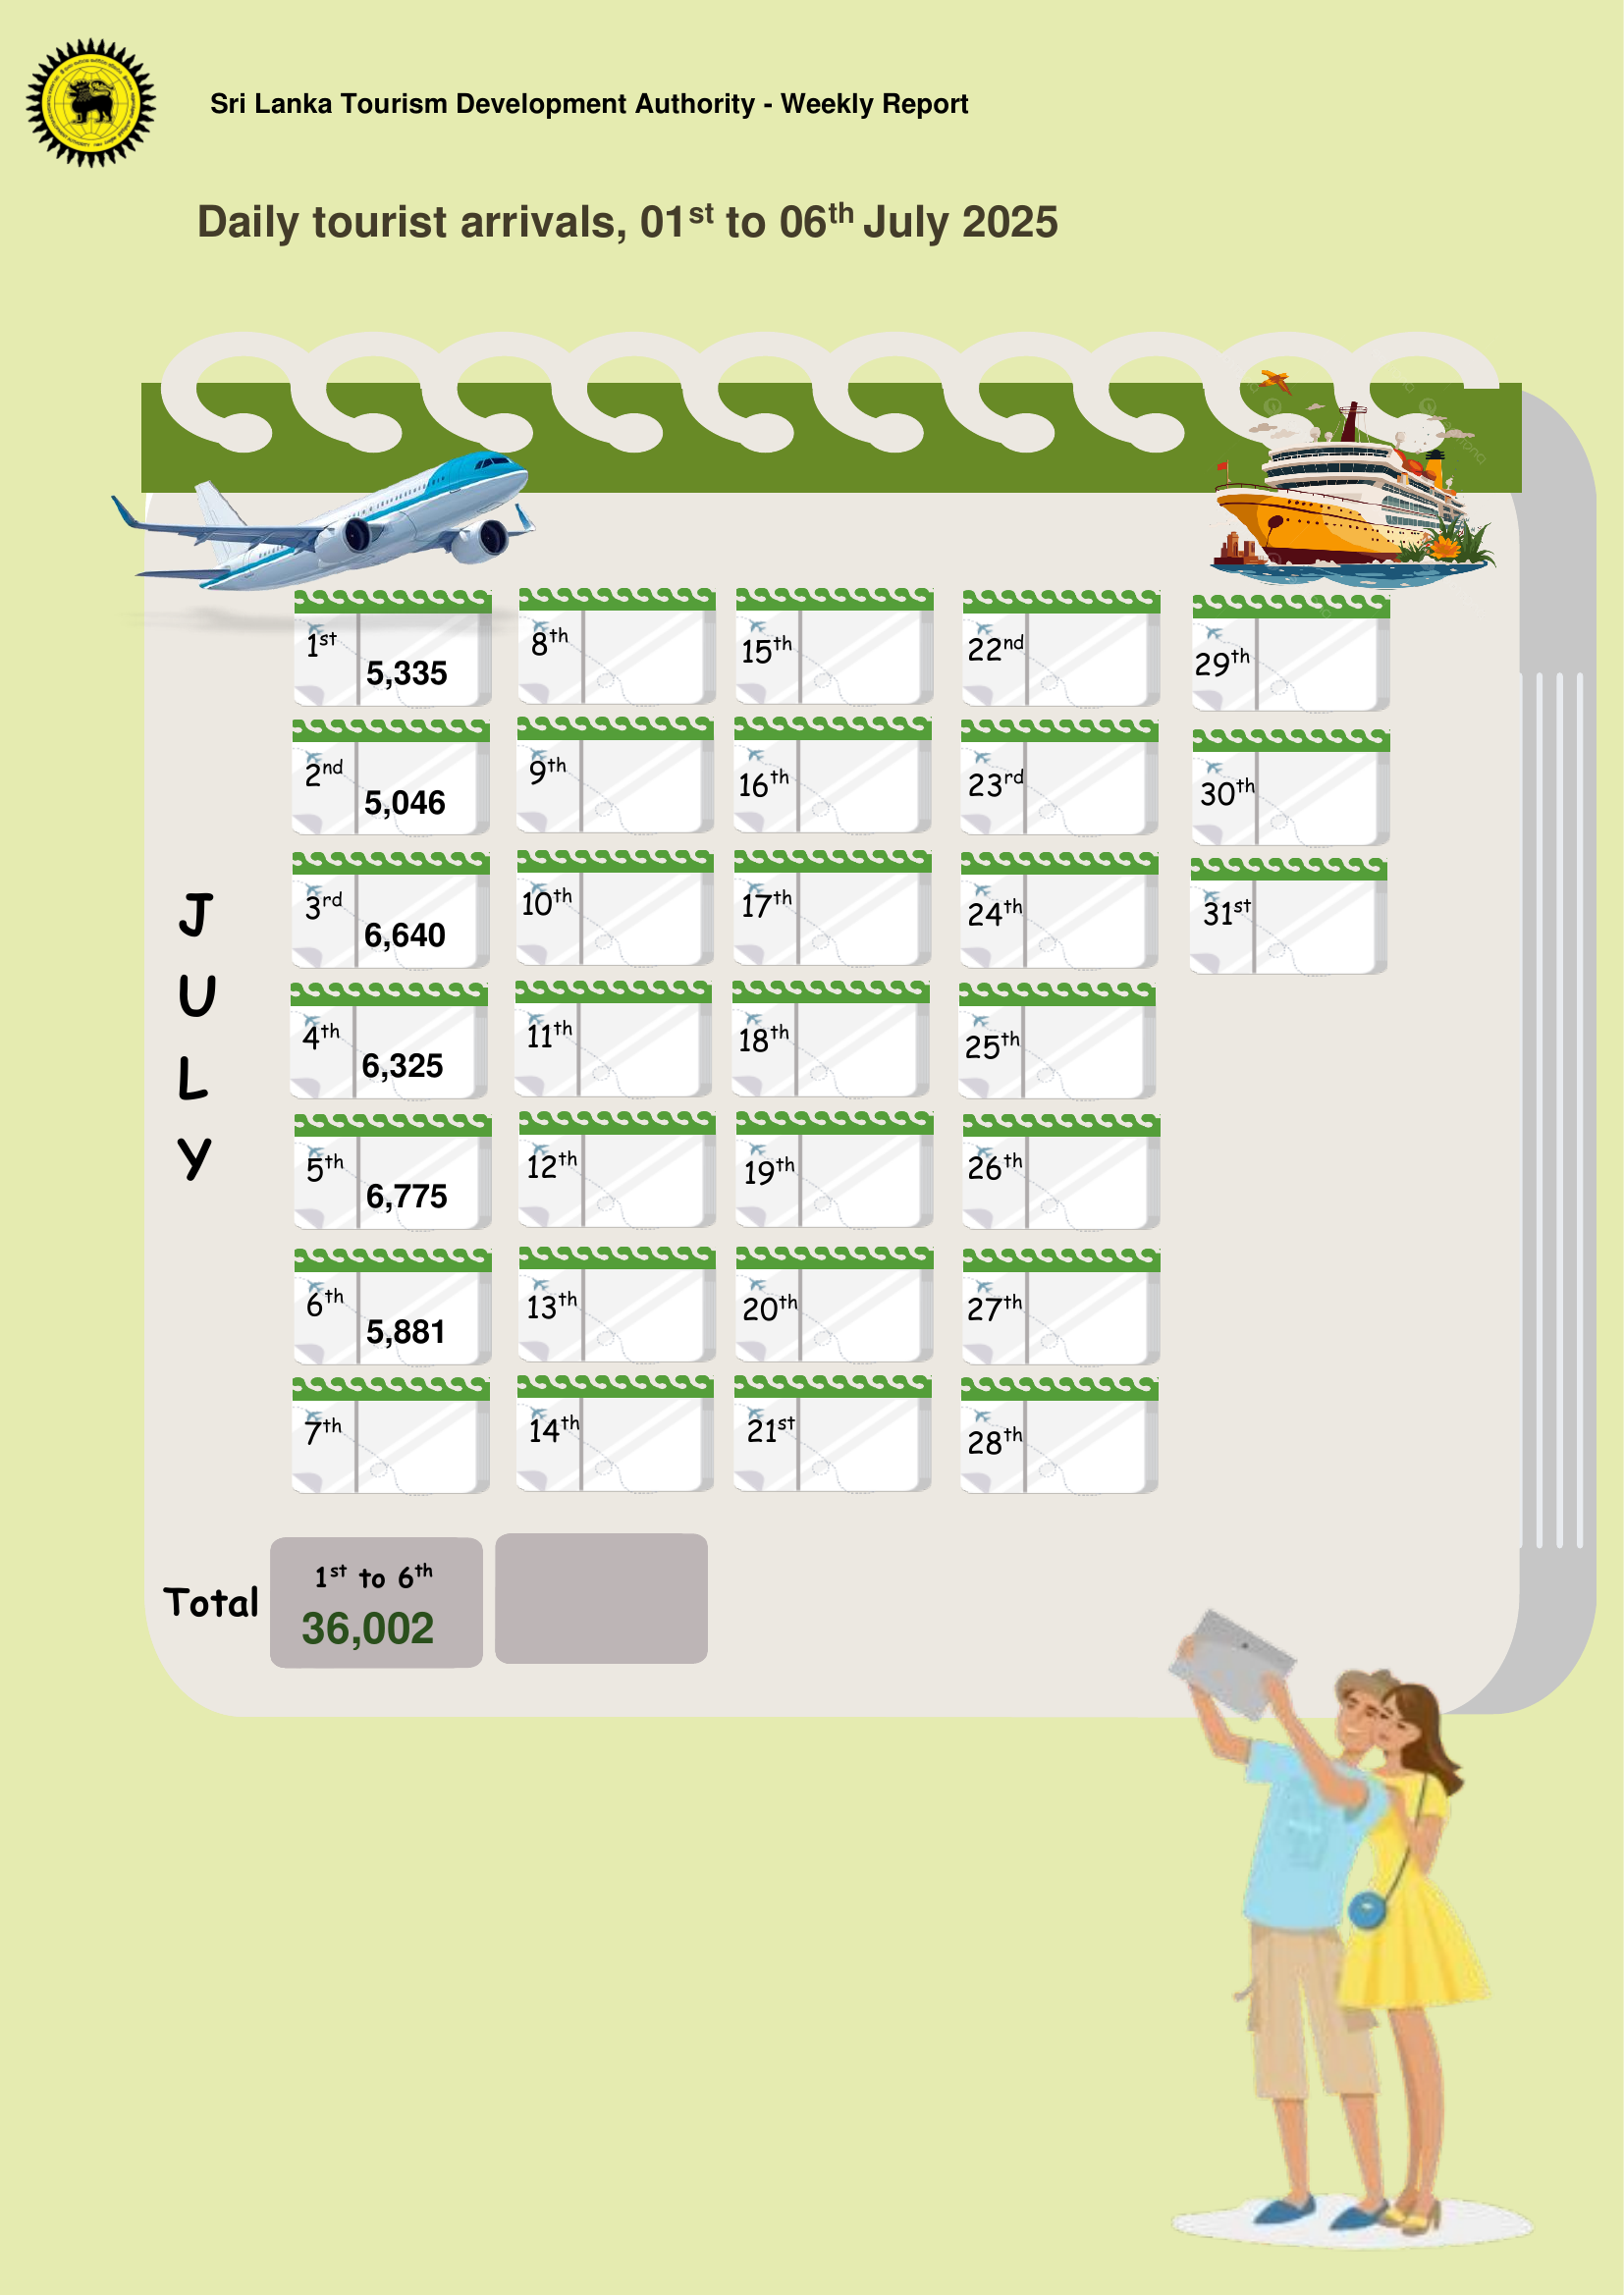 Sri Lanka Tourism Development Authority - Weekly Report
Daily tourist arrivals, 01st to 06th July 2025
JULY
1st 5,335
2nd 5,046
3rd 6,640
4th 6,325
5th 6,775
6th 5,881
7th
8th
9th
10th
11th
12th
13th
14th
15th
16th
17th
18th
19th
20th
21st
22nd
23rd
24th
25th
26th
27th
28th
29th
30th
31st
Total
1st to 6th
36,002